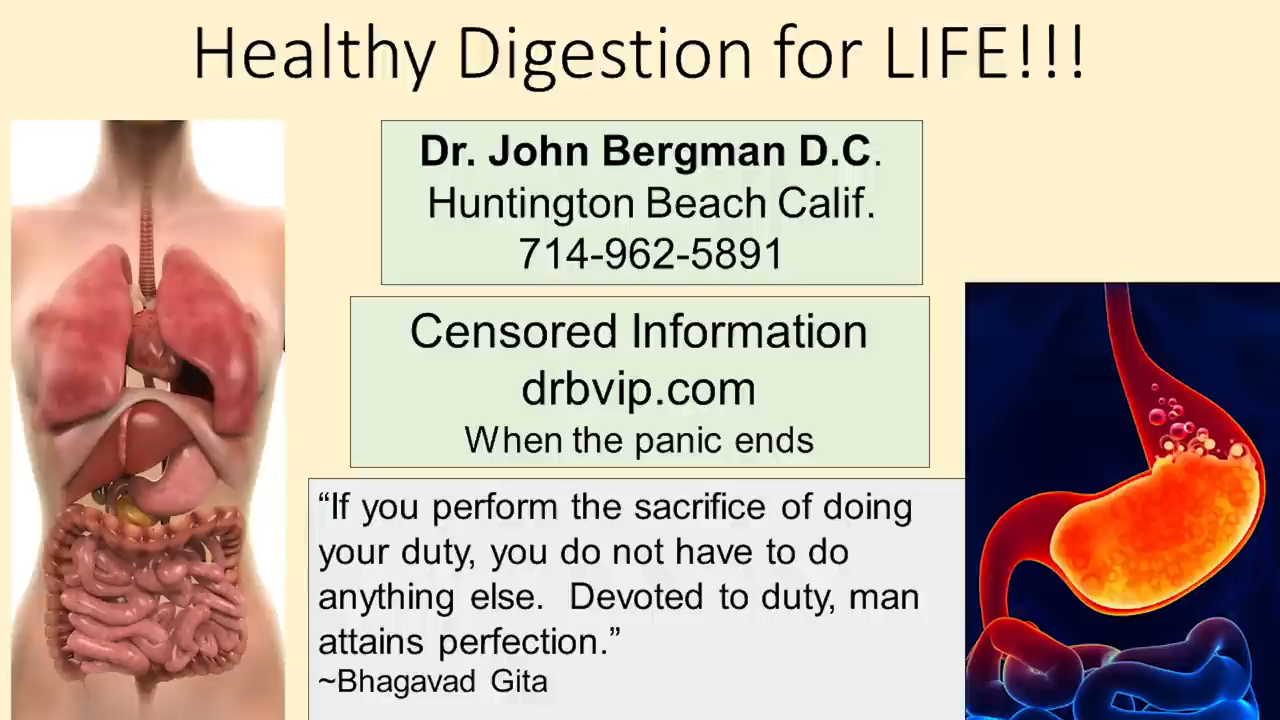 Healthy Digestion for LIFE!!!
Dr. John Bergman D.C.
Huntington Beach Calif.
714-962-5891
Censored Information
drbvip.com
When the panic ends
“If you perform the sacrifice of doing
your duty, you do not have to do
anything else.  Devoted to duty, man
attains perfection.”
~Bhagavad Gita